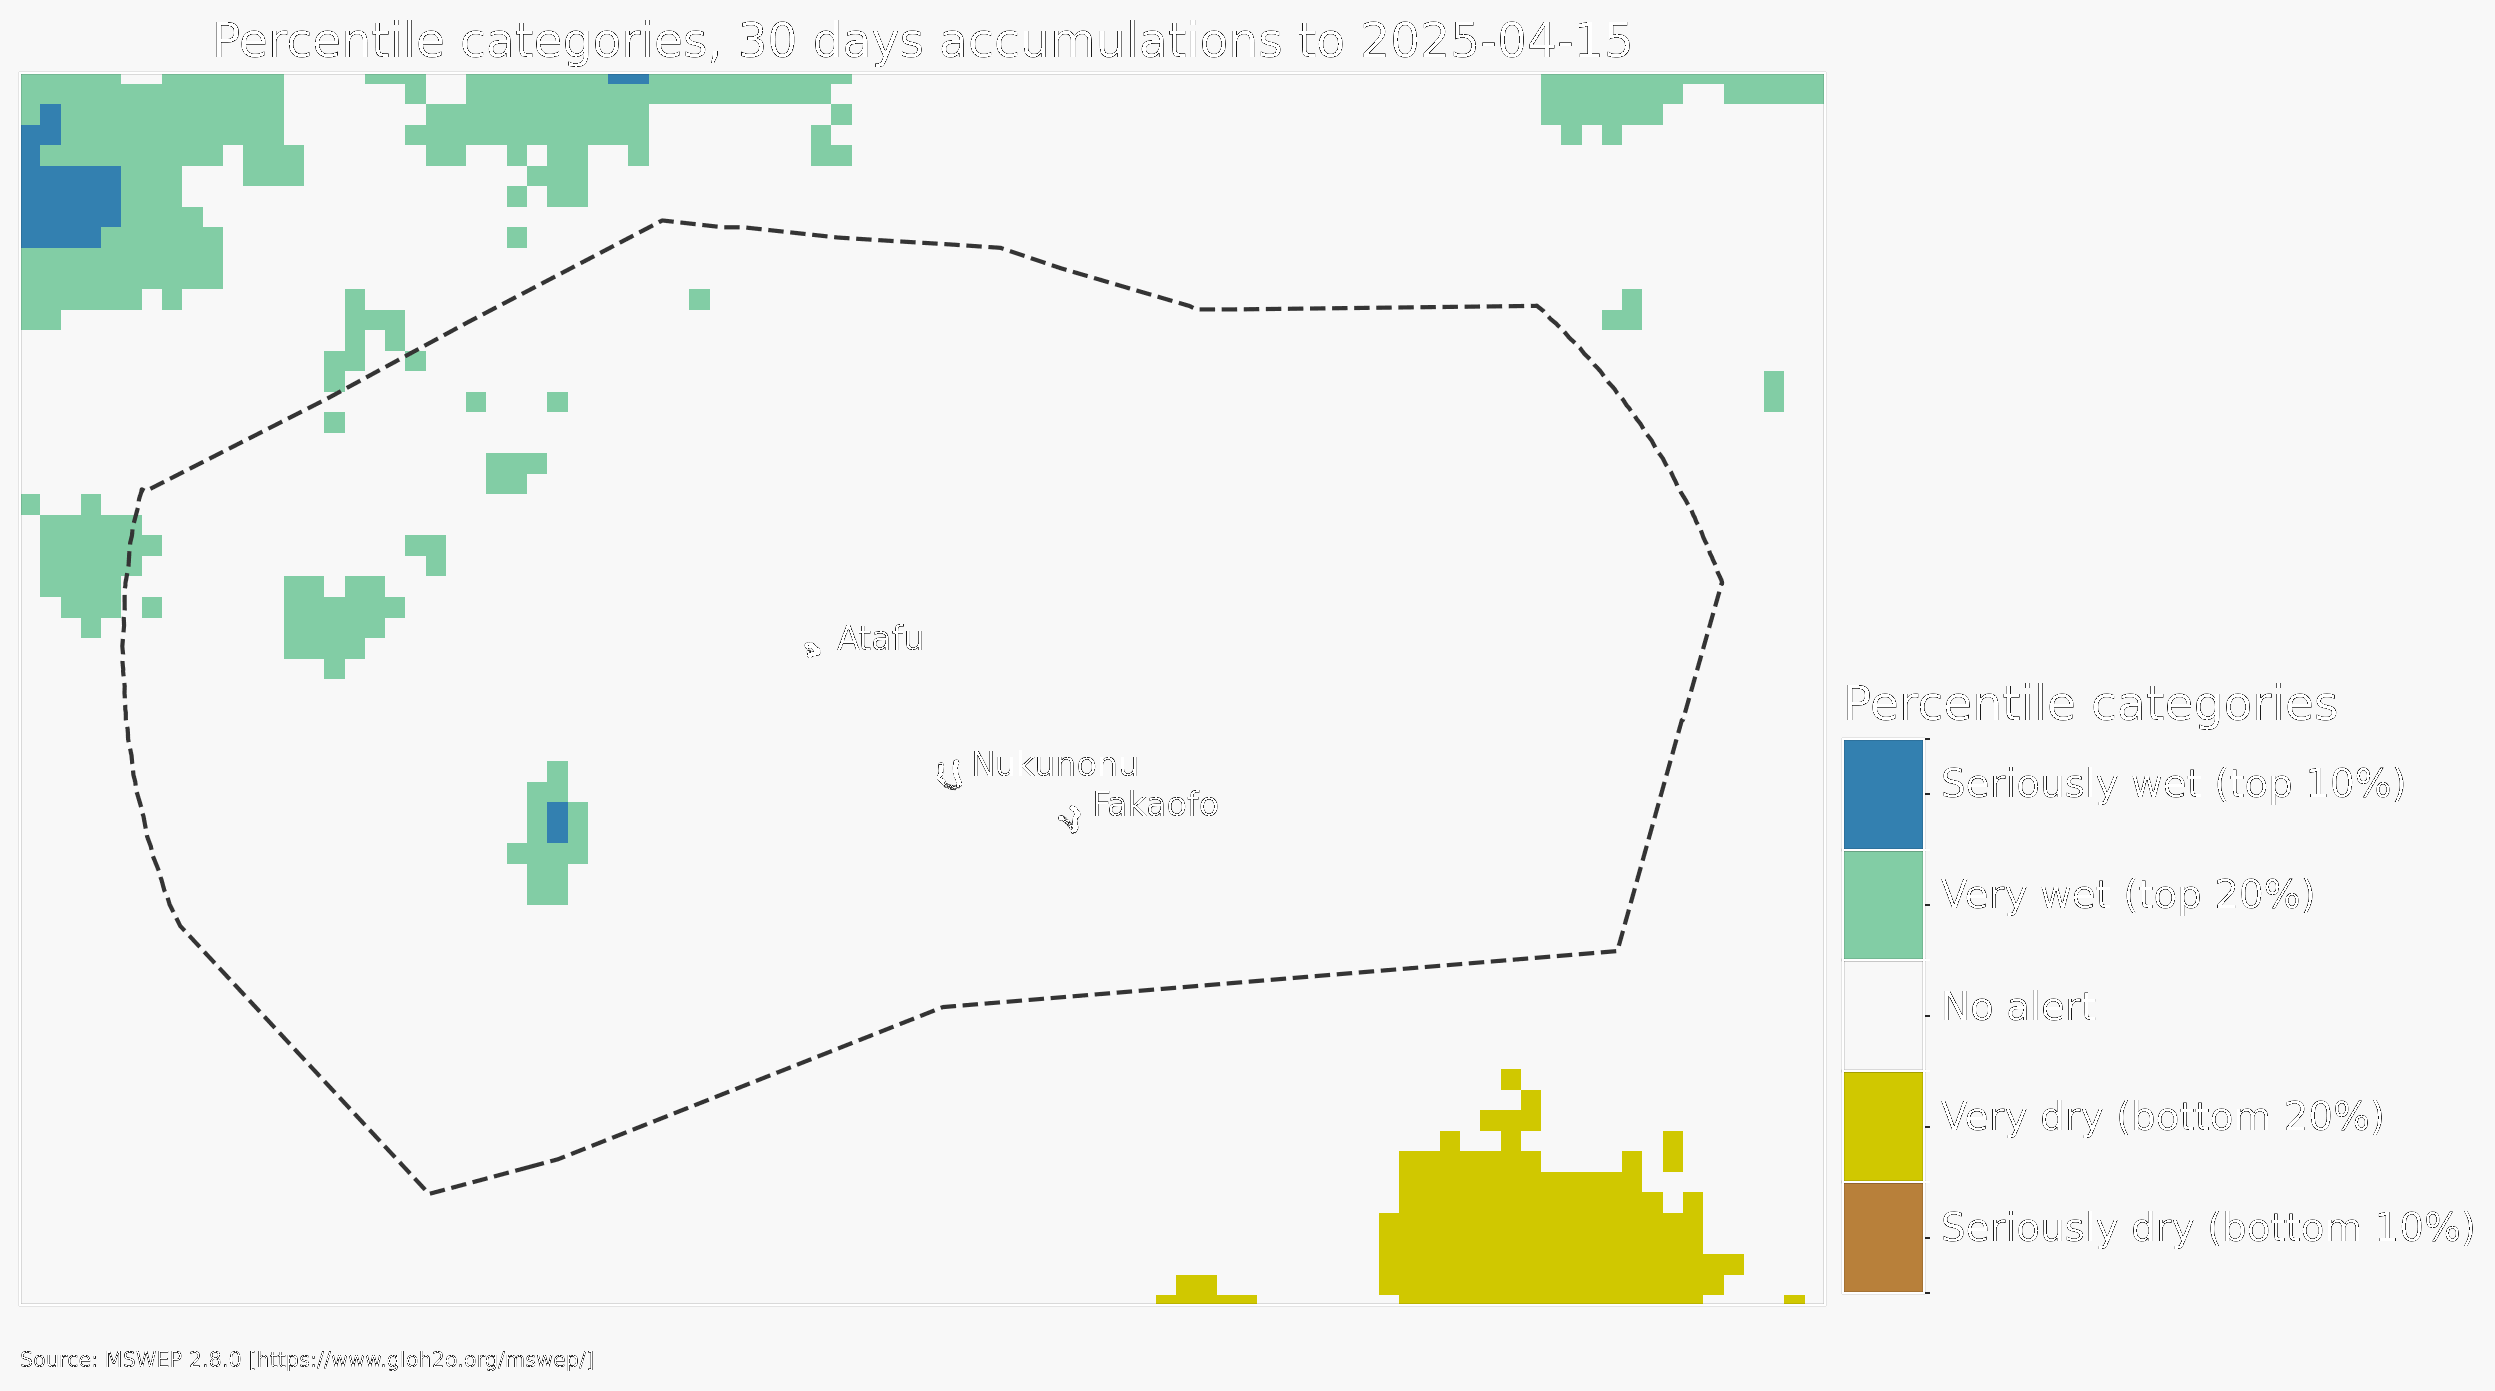 Percentile categories, 30 days accumulations to 2025-04-15
Atafu
Nukunonu
Fakaofo
Percentile categories
Seriously wet (top 10%)
Very wet (top 20%)
No alert
Very dry (bottom 20%)
Seriously dry (bottom 10%)
Source: MSWEP 2.8.0 [https://www.gloh2o.org/mswep/]